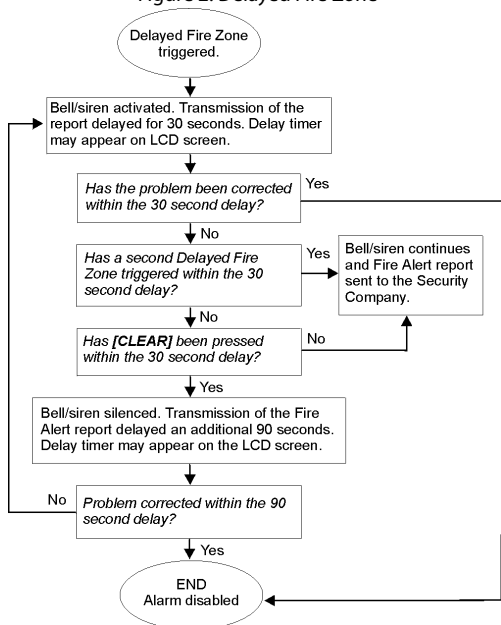 Figure 2: Delayed Fire Zone
Delayed Fire Zone
triggered.
Bell/siren activated. Transmission of the
report delayed for 30 seconds. Delay timer
may appear on LCD screen.
Has the problem been corrected
within the 30 second delay?
Yes
No
Has a second Delayed Fire
Zone triggered within the 30
second delay?
Yes
Bell/siren continues
and Fire Alert report
sent to the Security
Company.
No
Has [CLEAR] been pressed
within the 30 second delay?
No
Yes
Bell/siren silenced. Transmission of the Fire
Alert report delayed an additional 90 seconds.
Delay timer may appear on the LCD screen.
No
Problem corrected within the 90
second delay?
Yes
END
Alarm disabled